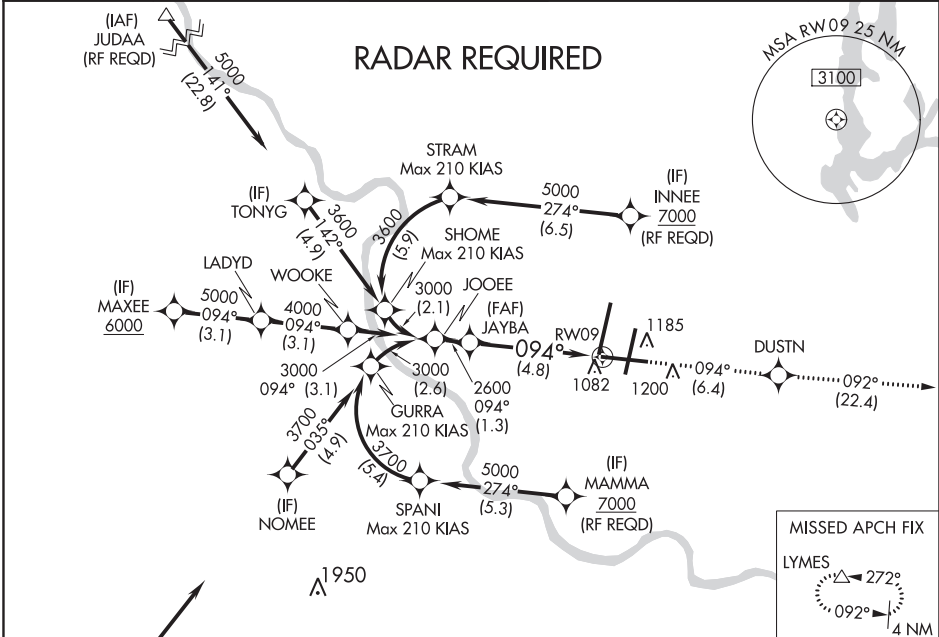 (IAF)
JUDAA
(RF REQD)
5000
141°
(22.8)
RADAR REQUIRED
MSA RW09 25 NM
3100
STRAM
Max 210 KIAS
5000
274°
(6.5)
(IF)
INNEE
7000
(RF REQD)
(IF)
TONYG
3600
142°
(4.9)
3600
(5.9)
SHOME
Max 210 KIAS
3000
(2.1)
JOOEE
(FAF)
JAYBA
(IF)
MAXEE
6000
LADYD
5000
094°
(3.1)
WOOKE
4000
094°
(3.1)
3000
094° (3.1)
3000
(2.6)
2600
094°
(1.3)
094°
(4.8)
RW09
1082
1185
1200
094°
(6.4)
DUSTN
092°
(22.4)
GURRA
Max 210 KIAS
3700
035°
(4.9)
(IF)
NOMEE
3700
(5.4)
SPANI
Max 210 KIAS
5000
274°
(5.3)
(IF)
MAMMA
7000
(RF REQD)
1950
MISSED APCH FIX
LYMES
272°
092°
4 NM